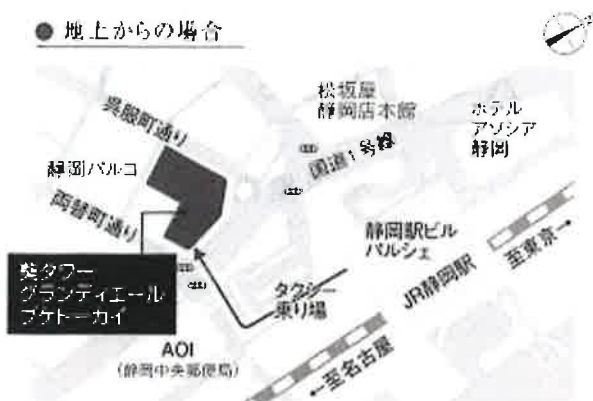 ● 地上からの場合
松坂屋
静岡店本館
ホテル
アソシア
静岡
呉服町通り
国道1号線
静岡パルコ
両替町通り
静岡駅ビル
パルシェ
至東京→
JR静岡駅
葵タワー
グランディエール
ブケトーカイ
タクシー
乗り場
AOI
(静岡中央郵便局)
←至名古屋